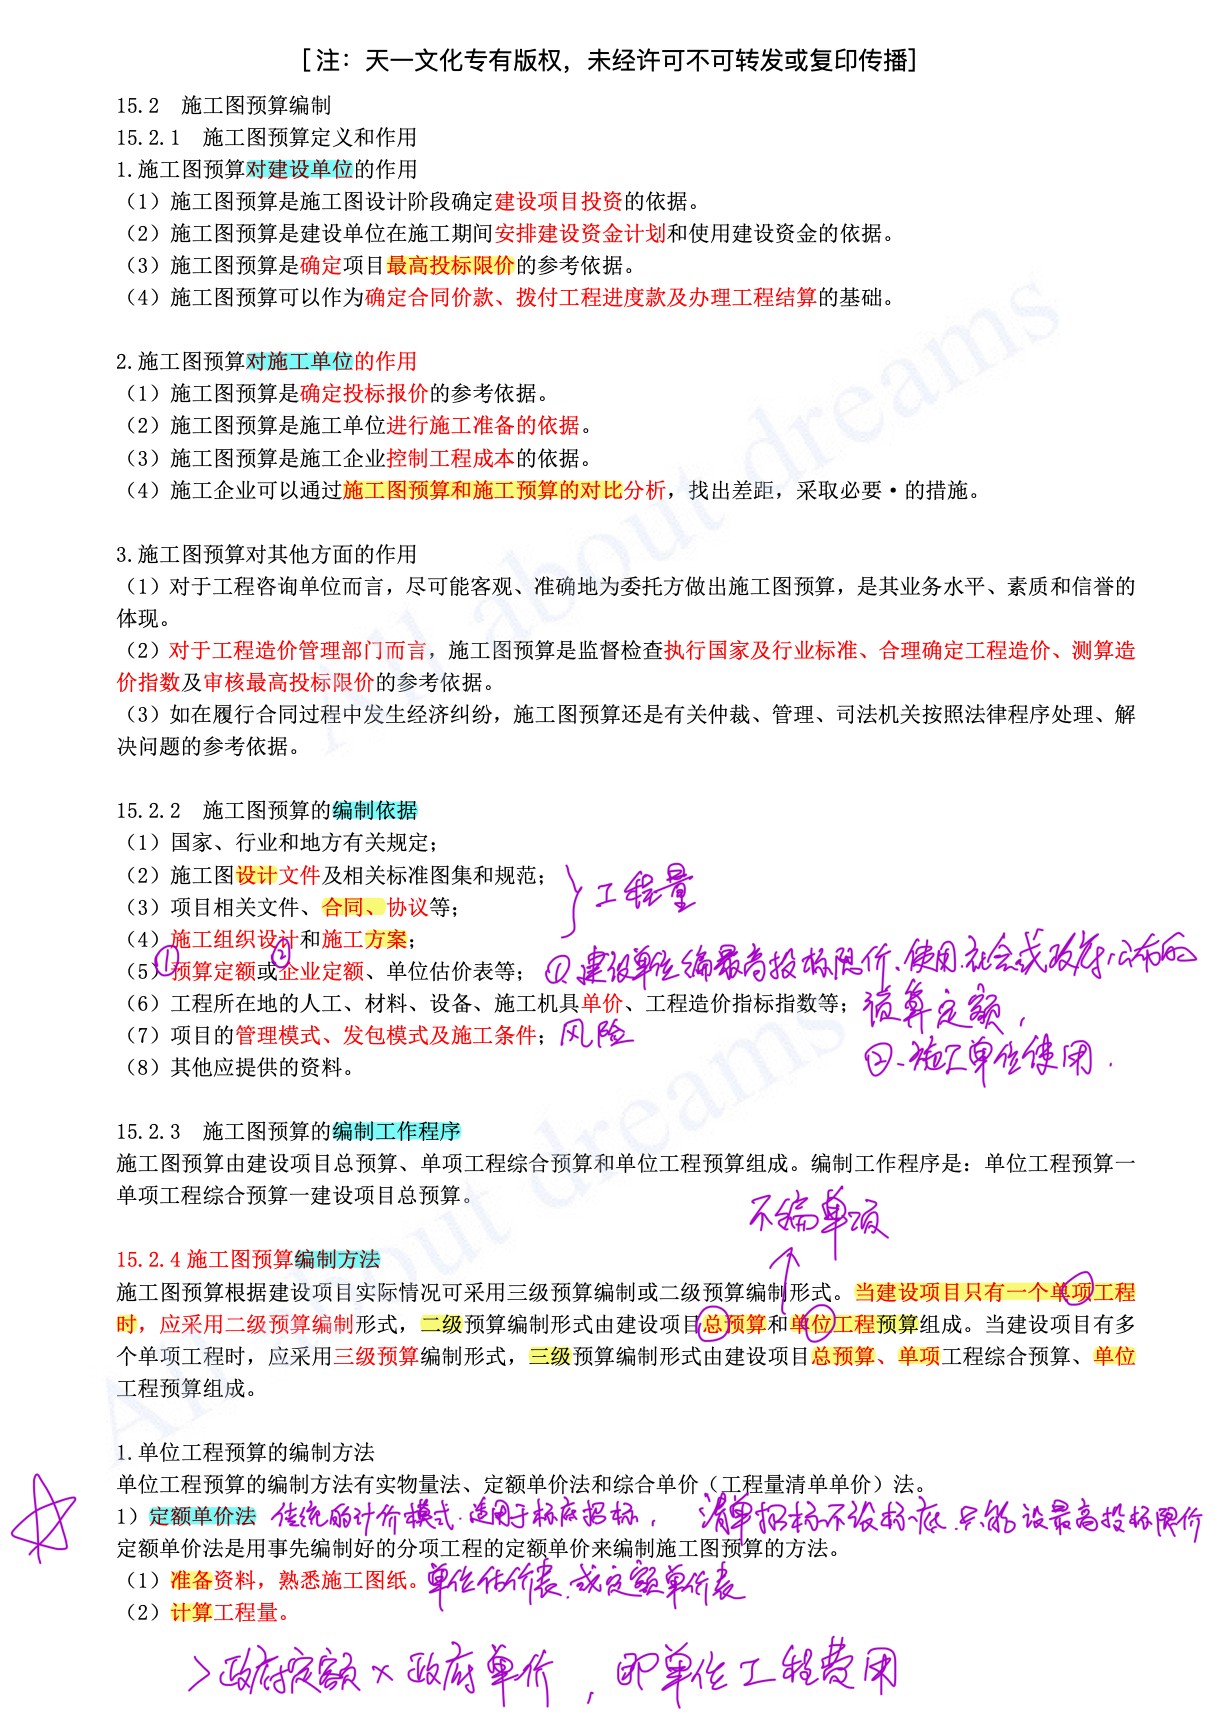 [注：天一文化专有版权，未经许可不可转发或复印传播]
15.2 施工图预算编制
15.2.1 施工图预算定义和作用
1.施工图预算对建设单位的作用
（1）施工图预算是施工图设计阶段确定建设项目投资的依据。
（2）施工图预算是建设单位在施工期间安排建设资金计划和使用建设资金的依据。
（3）施工图预算是确定项目最高投标限价的参考依据。
（4）施工图预算可以作为确定合同价款、拨付工程进度款及办理工程结算的基础。
2.施工图预算对施工单位的作用
（1）施工图预算是确定投标报价的参考依据。
（2）施工图预算是施工单位进行施工准备的依据。
（3）施工图预算是施工企业控制工程成本的依据。
（4）施工企业可以通过施工图预算和施工预算的对比分析，找出差距，采取必要·的措施。
3.施工图预算对其他方面的作用
（1）对于工程咨询单位而言，尽可能客观、准确地为委托方做出施工图预算，是其业务水平、素质和信誉的
体现。
（2）对于工程造价管理部门而言，施工图预算是监督检查执行国家及行业标准、合理确定工程造价、测算造
价指数及审核最高投标限价的参考依据。
（3）如在履行合同过程中发生经济纠纷，施工图预算还是有关仲裁、管理、司法机关按照法律程序处理、解
决问题的参考依据。
15.2.2 施工图预算的编制依据
（1）国家、行业和地方有关规定；
（2）施工图设计文件及相关标准图集和规范；
（3）项目相关文件、合同、协议等；
工程量
（4）施工组织设计和施工方案；
（5）预算定额或企业定额、单位估价表等；
① ②
①建设单位编最高投标限价、使用社会或政府公布的
预算定额，
（6）工程所在地的人工、材料、设备、施工机具单价、工程造价指标指数等；
（7）项目的管理模式、发包模式及施工条件；风险
②、施工单位使用.
（8）其他应提供的资料。
15.2.3 施工图预算的编制工作程序
施工图预算由建设项目总预算、单项工程综合预算和单位工程预算组成。编制工作程序是：单位工程预算一
单项工程综合预算一建设项目总预算。
不编单项
15.2.4 施工图预算编制方法
施工图预算根据建设项目实际情况可采用三级预算编制或二级预算编制形式。当建设项目只有一个单项工程
时，应采用二级预算编制形式，二级预算编制形式由建设项目总预算和单位工程预算组成。当建设项目有多
个单项工程时，应采用三级预算编制形式，三级预算编制形式由建设项目总预算、单项工程综合预算、单位
工程预算组成。
1.单位工程预算的编制方法
单位工程预算的编制方法有实物量法、定额单价法和综合单价（工程量清单单价）法。
1）定额单价法 传统的计价模式.适用于标底招标， 清单招标不设标底.只能设最高投标限价
定额单价法是用事先编制好的分项工程的定额单价来编制施工图预算的方法。
（1）准备资料，熟悉施工图纸。单位估价表.或定额单价表
（2）计算工程量。
>政府定额×政府单价，即单位工程费用
All about dreams
All about dreams